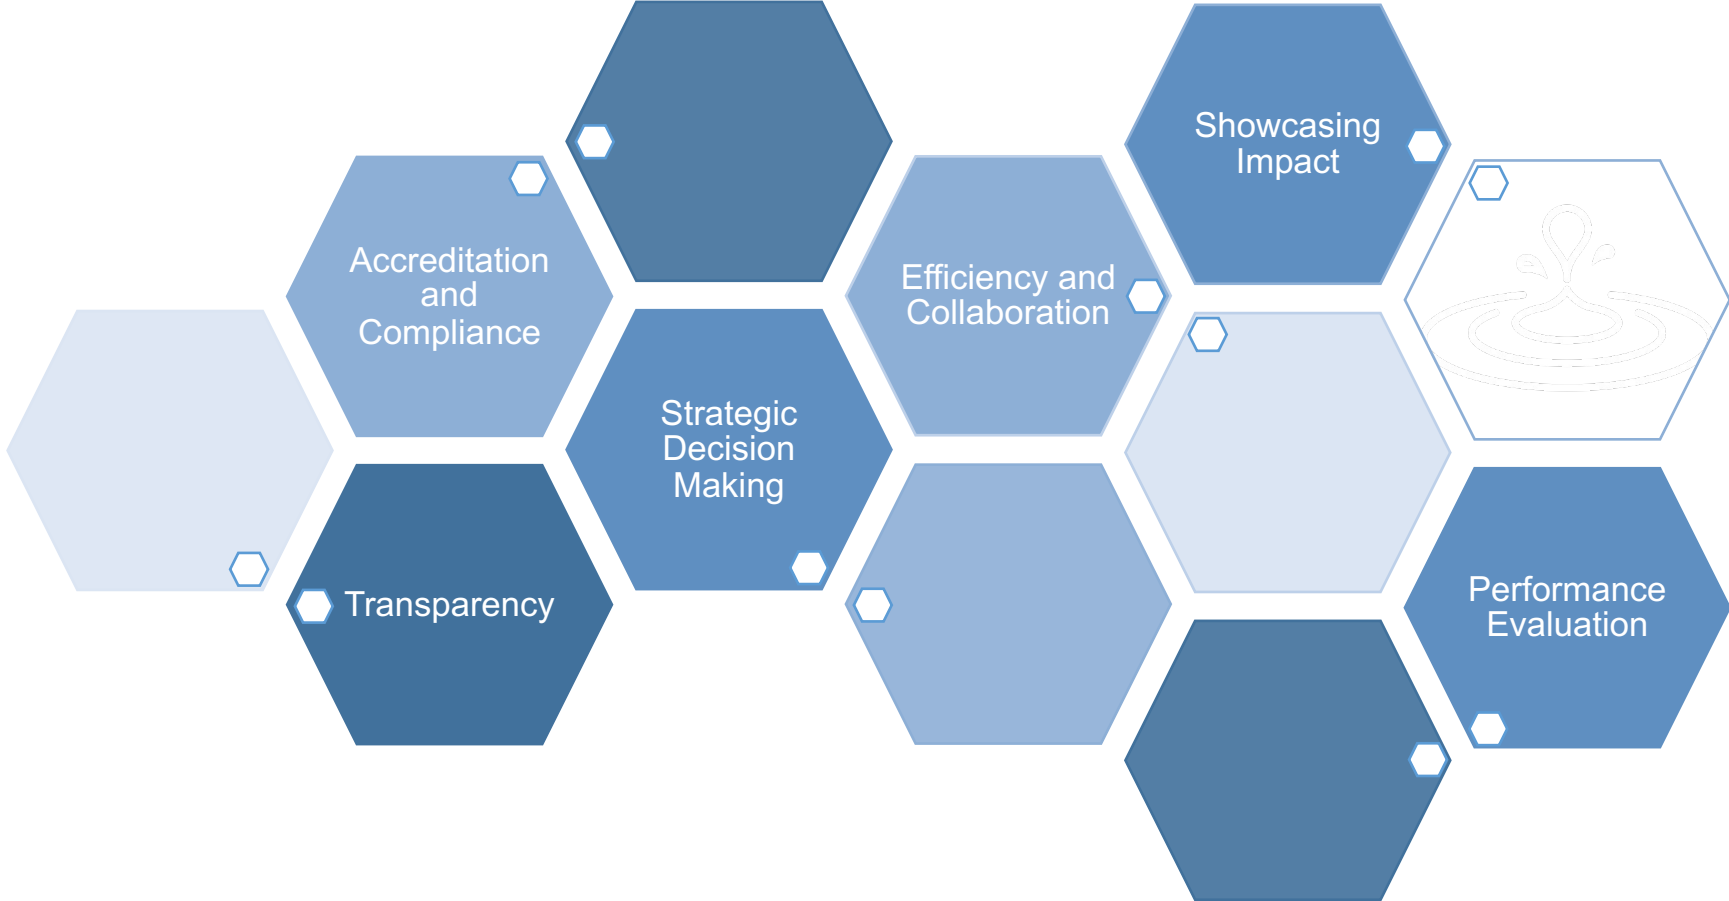 Accreditation
and
Compliance
Transparency
Strategic
Decision
Making
Efficiency and
Collaboration
Showcasing
Impact
Performance
Evaluation